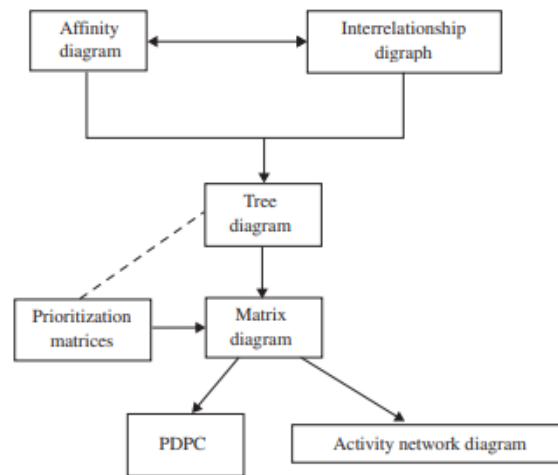 Affinity
diagram
Interrelationship
digraph
Tree
diagram
Prioritization
matrices
Matrix
diagram
PDPC
Activity network diagram